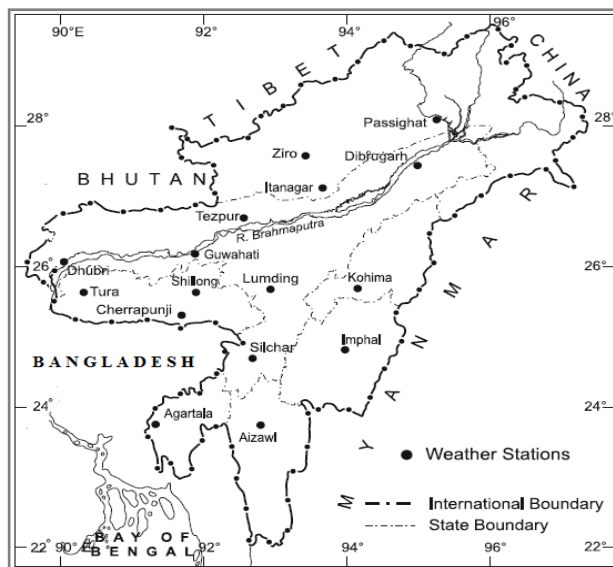 90°E 92° 94° 96°
TIBET
CHINA
28° 28°
Passighat
Ziro
Dibrugarh
BHUTAN
Itanagar
Tezpur
R. Brahmaputra
Guwahati
26° 26°
Dhubri
Shillong
Lumding
Kohima
Tura
Cherrapunji
MYANMAR
BANGLADESH
Silchar
Imphal
24° 24°
Agartala
Aizawl
Weather Stations
International Boundary
State Boundary
BAY OF
BENGAL
22° 22°
90° 92° 94° 96°